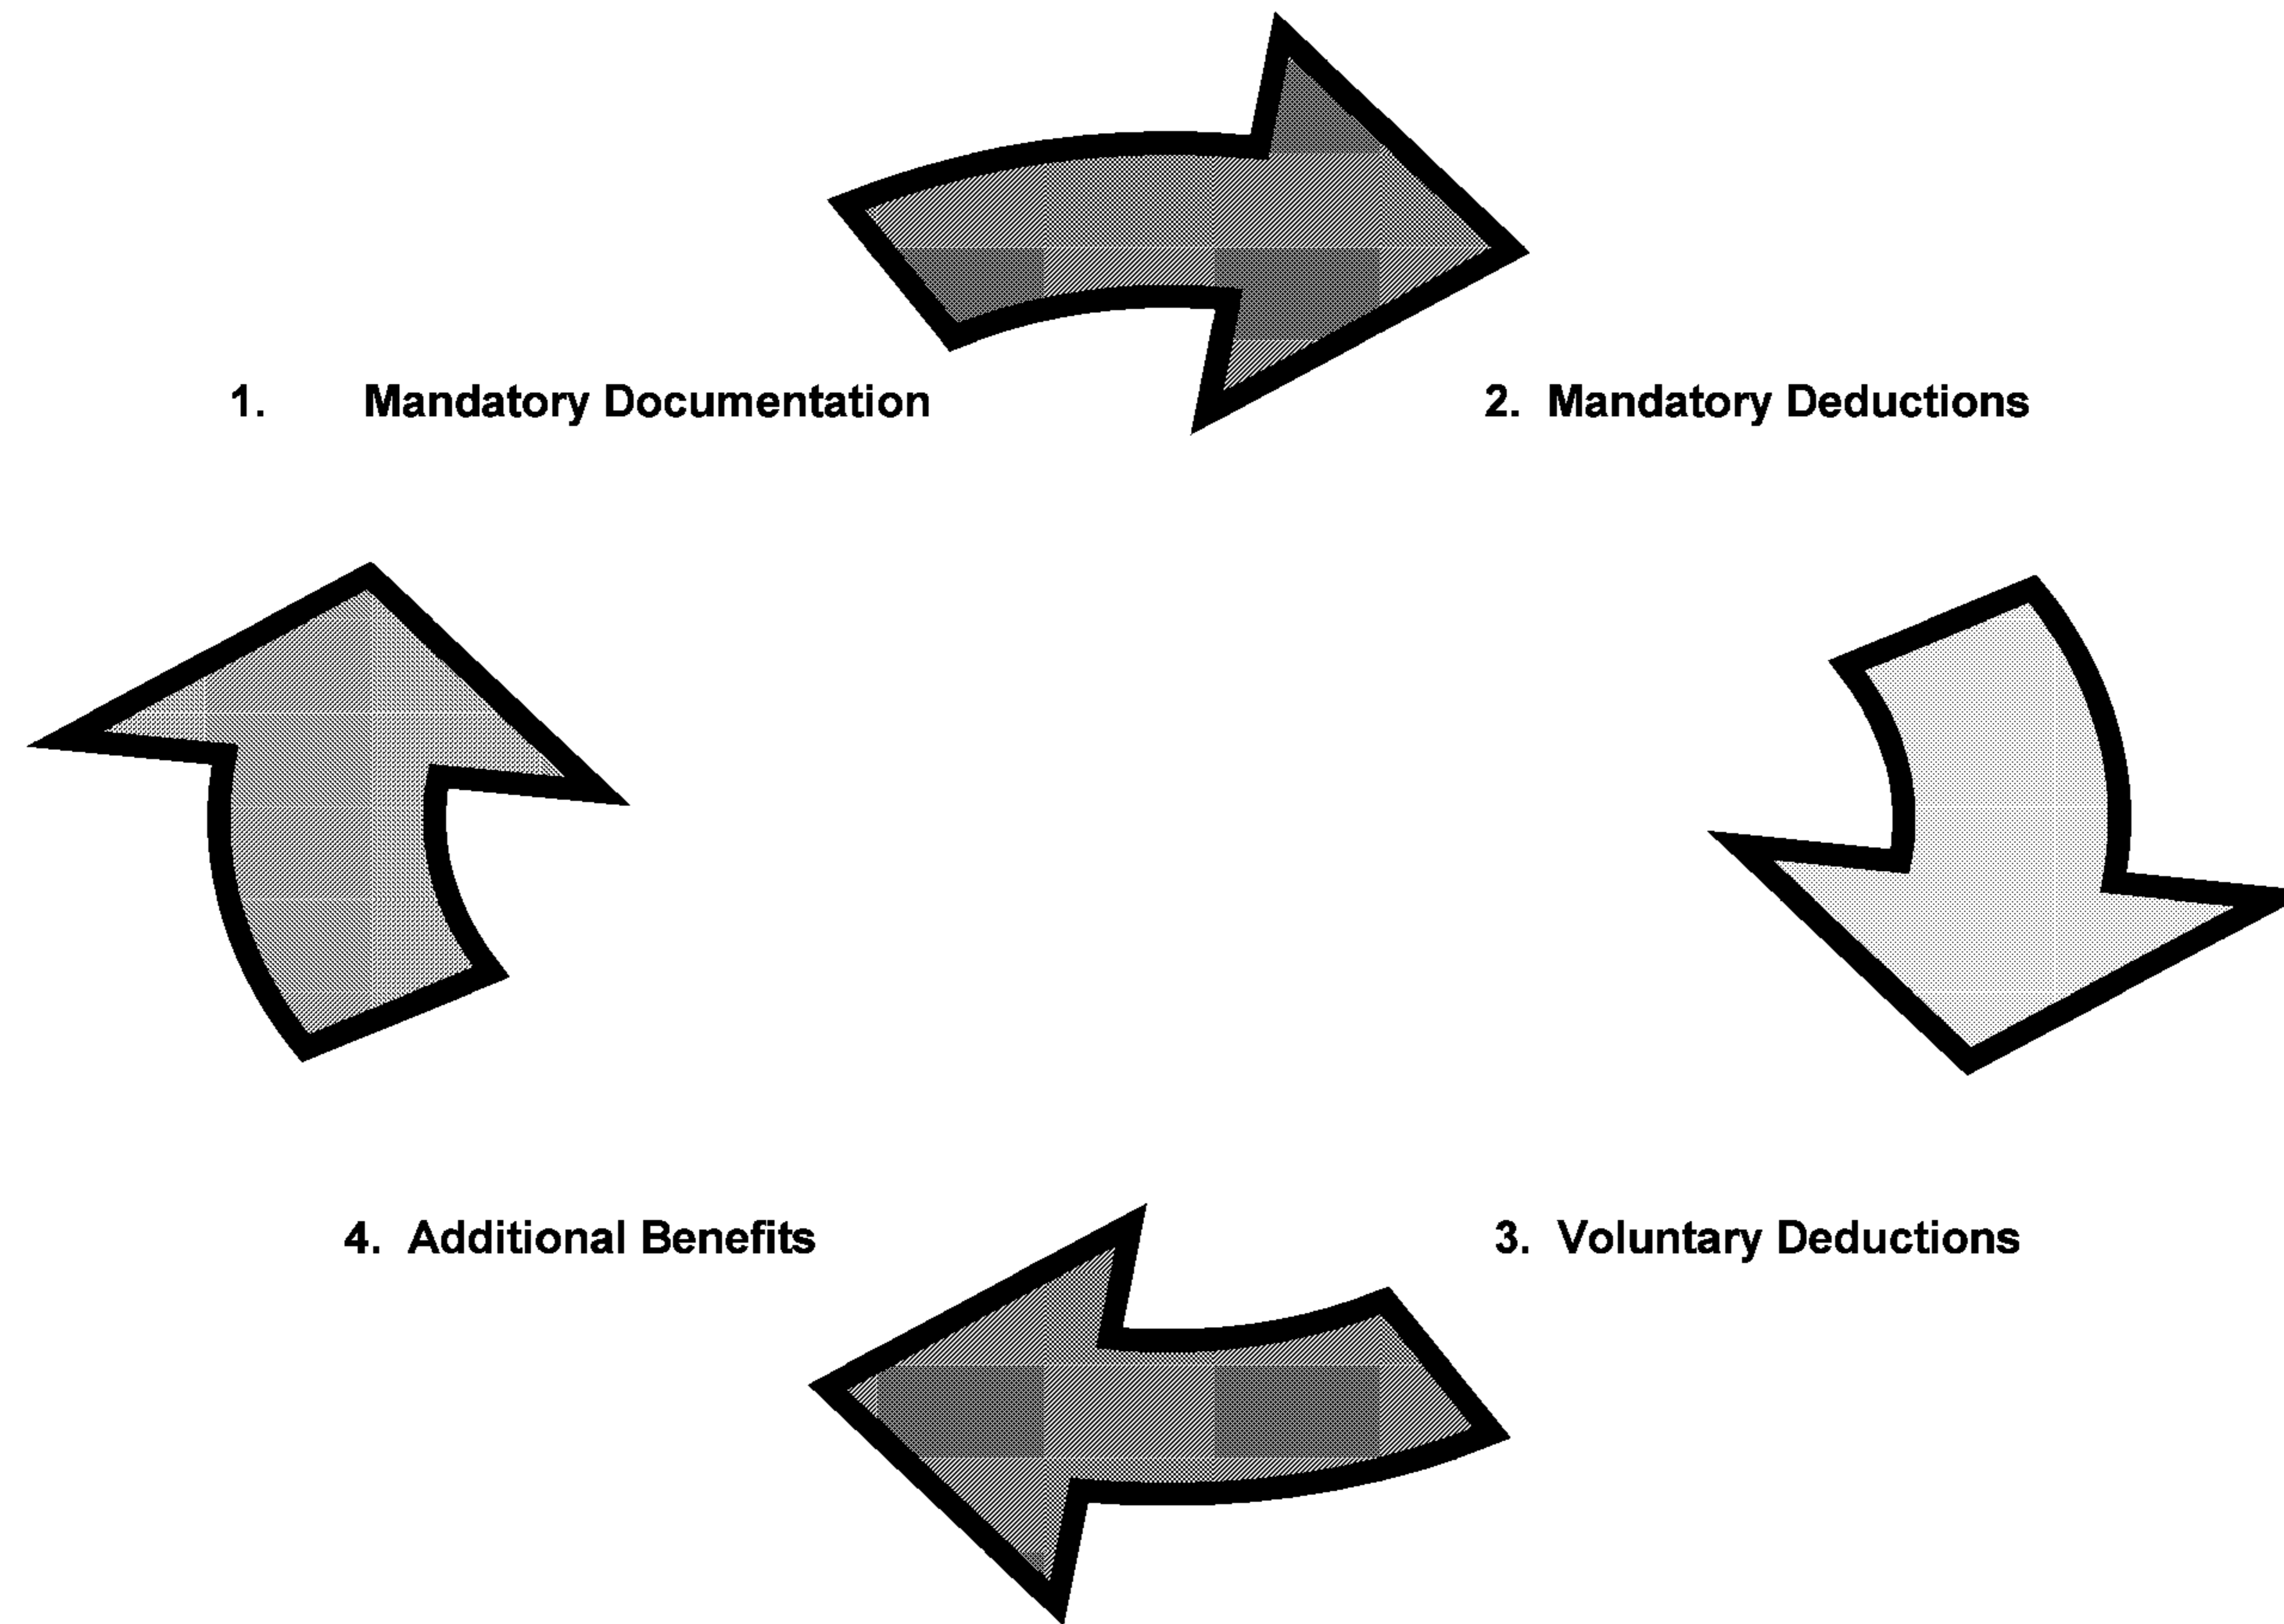 1. Mandatory Documentation
2. Mandatory Deductions
4. Additional Benefits
3. Voluntary Deductions